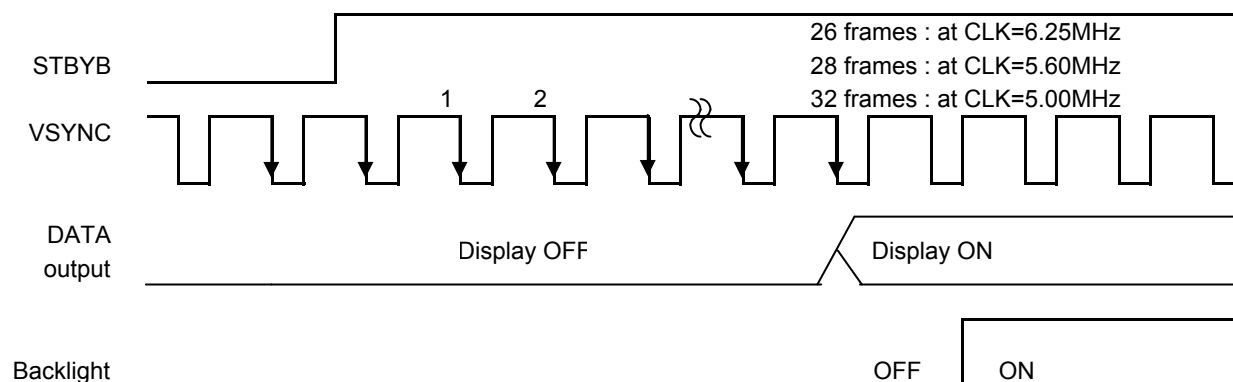 26 frames : at CLK=6.25MHz
STBYB
28 frames : at CLK=5.60MHz
1 2
32 frames : at CLK=5.00MHz
VSYNC
DATA
output
Display OFF
Display ON
Backlight
OFF
ON